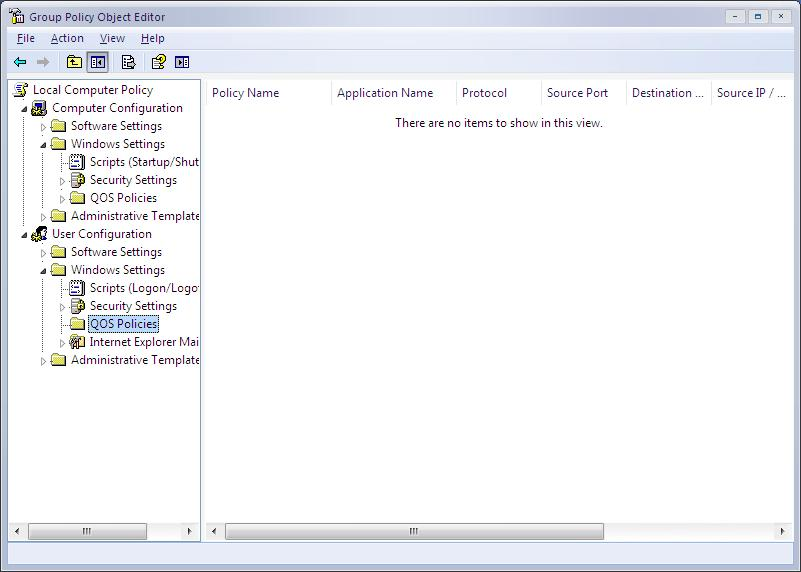 Group Policy Object Editor
File Action View Help
Local Computer Policy
Computer Configuration
Software Settings
Windows Settings
Scripts (Startup/Shut
Security Settings
QOS Policies
Administrative Template
User Configuration
Software Settings
Windows Settings
Scripts (Logon/Logo
Security Settings
QOS Policies
Internet Explorer Mai
Administrative Template
Policy Name Application Name Protocol Source Port Destination ... Source IP / ...
There are no items to show in this view.